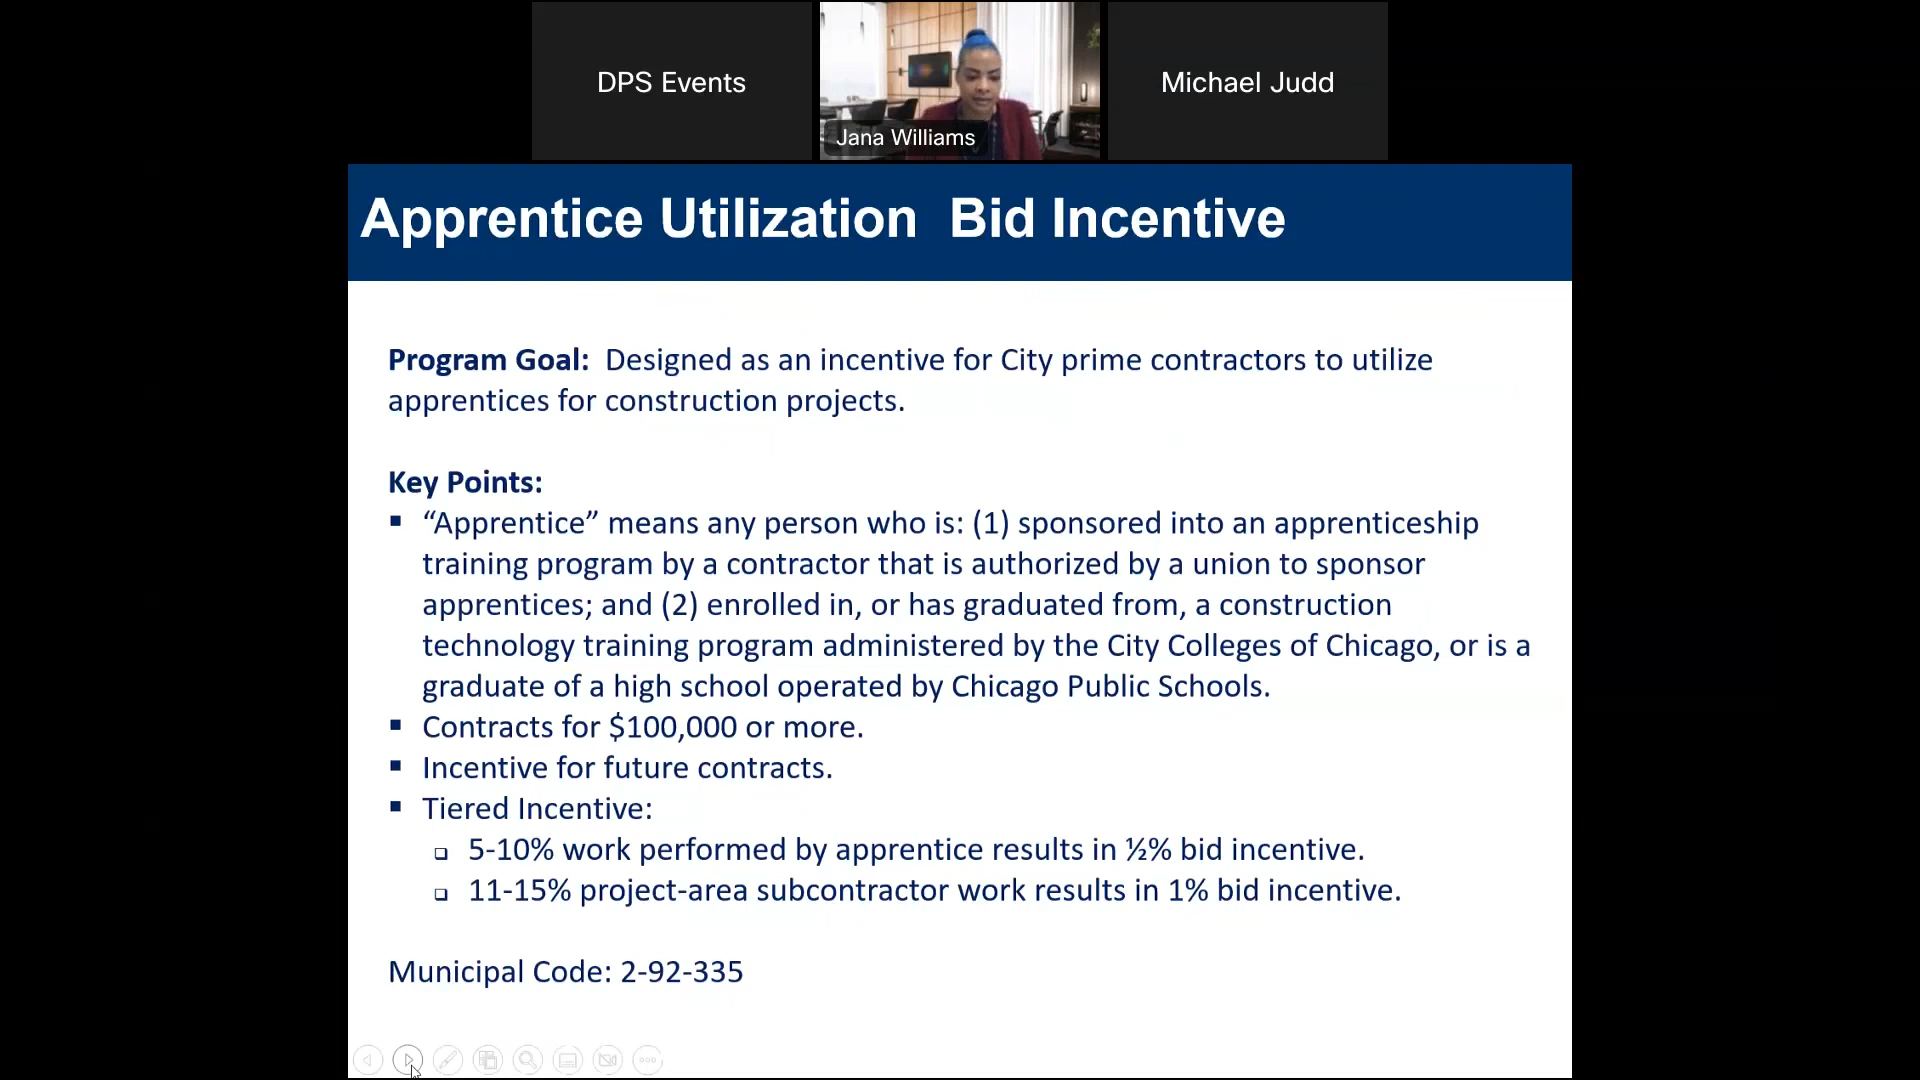 DPS Events
Jana Williams
Michael Judd
Apprentice Utilization  Bid Incentive
Program Goal:  Designed as an incentive for City prime contractors to utilize
apprentices for construction projects.
Key Points:
▪ “Apprentice” means any person who is: (1) sponsored into an apprenticeship
training program by a contractor that is authorized by a union to sponsor
apprentices; and (2) enrolled in, or has graduated from, a construction
technology training program administered by the City Colleges of Chicago, or is a
graduate of a high school operated by Chicago Public Schools.
▪ Contracts for $100,000 or more.
▪ Incentive for future contracts.
▪ Tiered Incentive:
❑ 5-10% work performed by apprentice results in ½% bid incentive.
❑ 11-15% project-area subcontractor work results in 1% bid incentive.
Municipal Code: 2-92-335